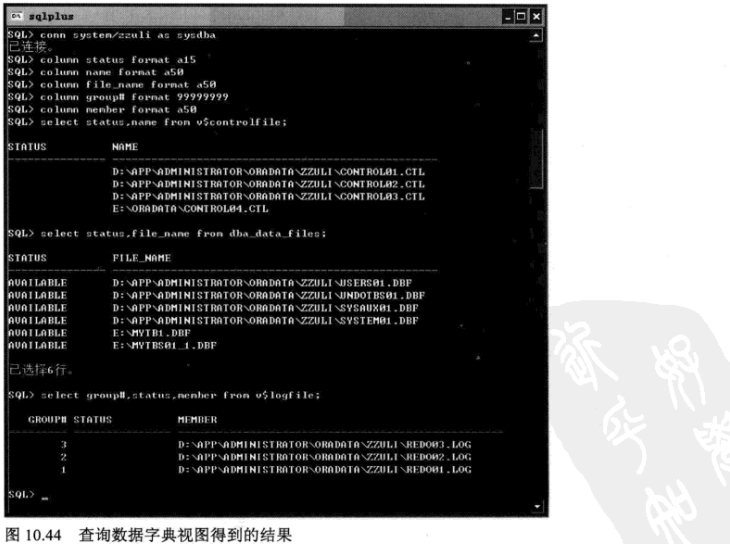 sqlplus
SQL> conn system/zzuli as sysdba
已连接。
SQL> column status format a15
SQL> column name format a50
SQL> column file_name format a50
SQL> column group# format 99999999
SQL> column member format a50
SQL> select status,name from v$controlfile;
STATUS NAME
D:\APP\ADMINISTRATOR\ORADATA\ZZULI\CONTROL01.CTL
D:\APP\ADMINISTRATOR\ORADATA\ZZULI\CONTROL02.CTL
D:\APP\ADMINISTRATOR\ORADATA\ZZULI\CONTROL03.CTL
E:\ORADATA\CONTROL04.CTL
SQL> select status,file_name from dba_data_files;
STATUS FILE_NAME
AVAILABLE D:\APP\ADMINISTRATOR\ORADATA\ZZULI\USERS01.DBF
AVAILABLE D:\APP\ADMINISTRATOR\ORADATA\ZZULI\UNDOTBS01.DBF
AVAILABLE D:\APP\ADMINISTRATOR\ORADATA\ZZULI\SYSAUX01.DBF
AVAILABLE D:\APP\ADMINISTRATOR\ORADATA\ZZULI\SYSTEM01.DBF
AVAILABLE E:\MYTB1.DBF
AVAILABLE E:\MYTBS01_1.DBF
已选择6行。
SQL> select group#,status,member from v$logfile;
GROUP# STATUS MEMBER
3 D:\APP\ADMINISTRATOR\ORADATA\ZZULI\REDO03.LOG
2 D:\APP\ADMINISTRATOR\ORADATA\ZZULI\REDO02.LOG
1 D:\APP\ADMINISTRATOR\ORADATA\ZZULI\REDO01.LOG
SQL> _
图 10.44 查询数据字典视图得到的结果